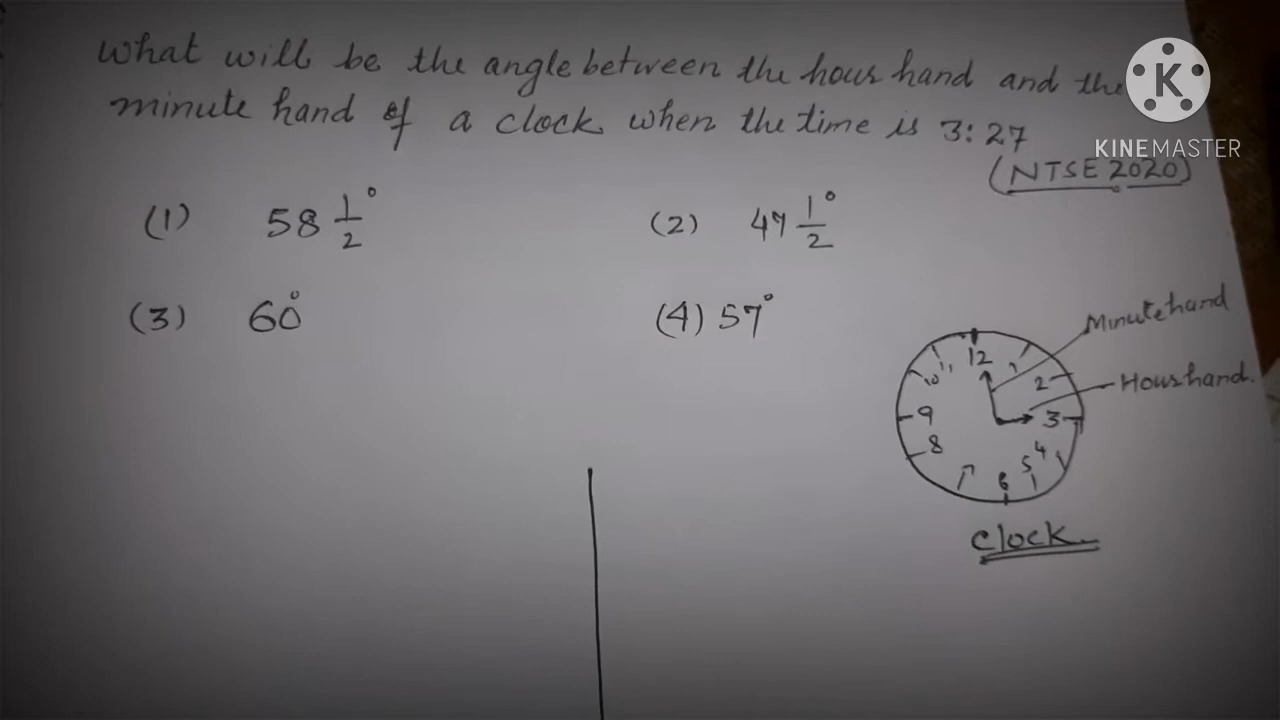 What will be the angle between the hour hand and the
minute hand of a clock when the time is 3:27
(NTSE 2020)
K
KINEMASTER
(1) 58 1/2° (2) 47 1/2°
(3) 60° (4) 57°
Minute hand
Hour hand.
12
11 1
10 2
9 3
8 4
7 6 5
Clock